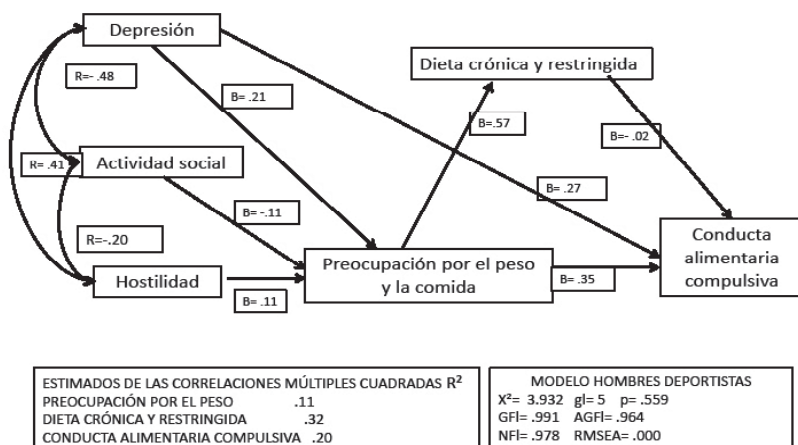 Depresión
Dieta crónica y restringida
R=- .48
B= .21
B=.57
B=- .02
R= .41
Actividad social
B= .27
B= -.11
R=-.20
Conducta
alimentaria
compulsiva
Preocupación por el peso
y la comida
Hostilidad
B= .11
B= .35
ESTIMADOS DE LAS CORRELACIONES MÚLTIPLES CUADRADAS R²
PREOCUPACIÓN POR EL PESO .11
DIETA CRÓNICA Y RESTRINGIDA .32
CONDUCTA ALIMENTARIA COMPULSIVA .20
MODELO HOMBRES DEPORTISTAS
X²= 3.932 gl= 5 p= .559
GFI= .991 AGFI= .964
NFI= .978 RMSEA= .000